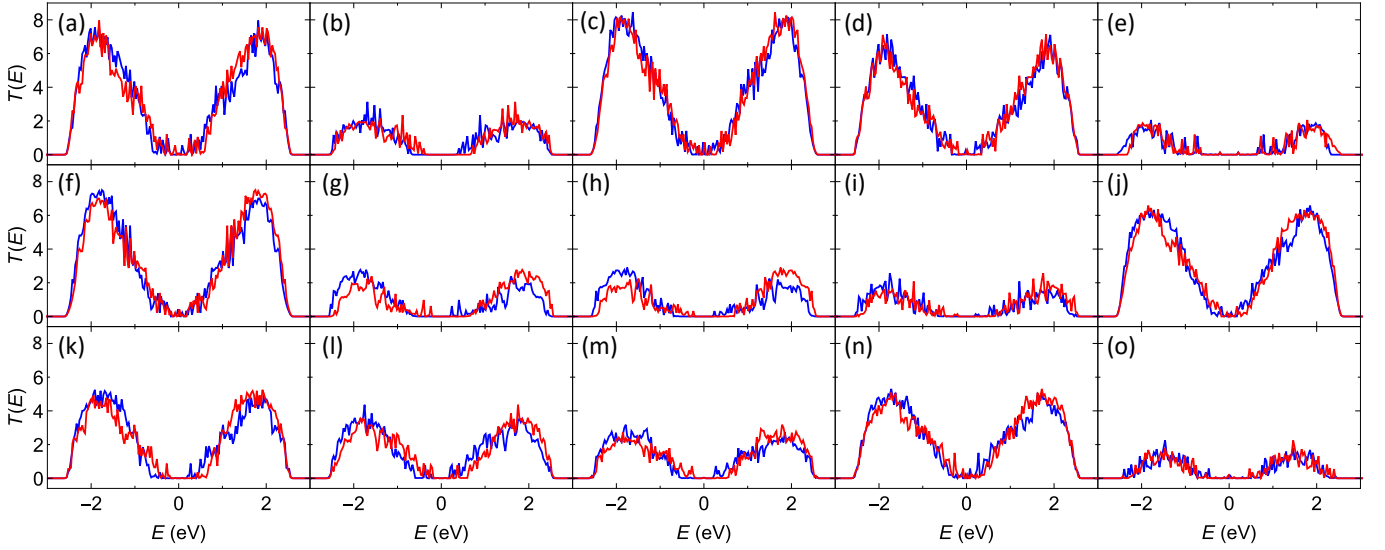 (a) (b) (c) (d) (e)
8
6
4
2
0
T(E)
(f) (g) (h) (i) (j)
8
6
4
2
0
T(E)
(k) (l) (m) (n) (o)
8
6
4
2
0
T(E)
−2 0 2 −2 0 2 −2 0 2 −2 0 2 −2 0 2
E (eV) E (eV) E (eV) E (eV) E (eV)